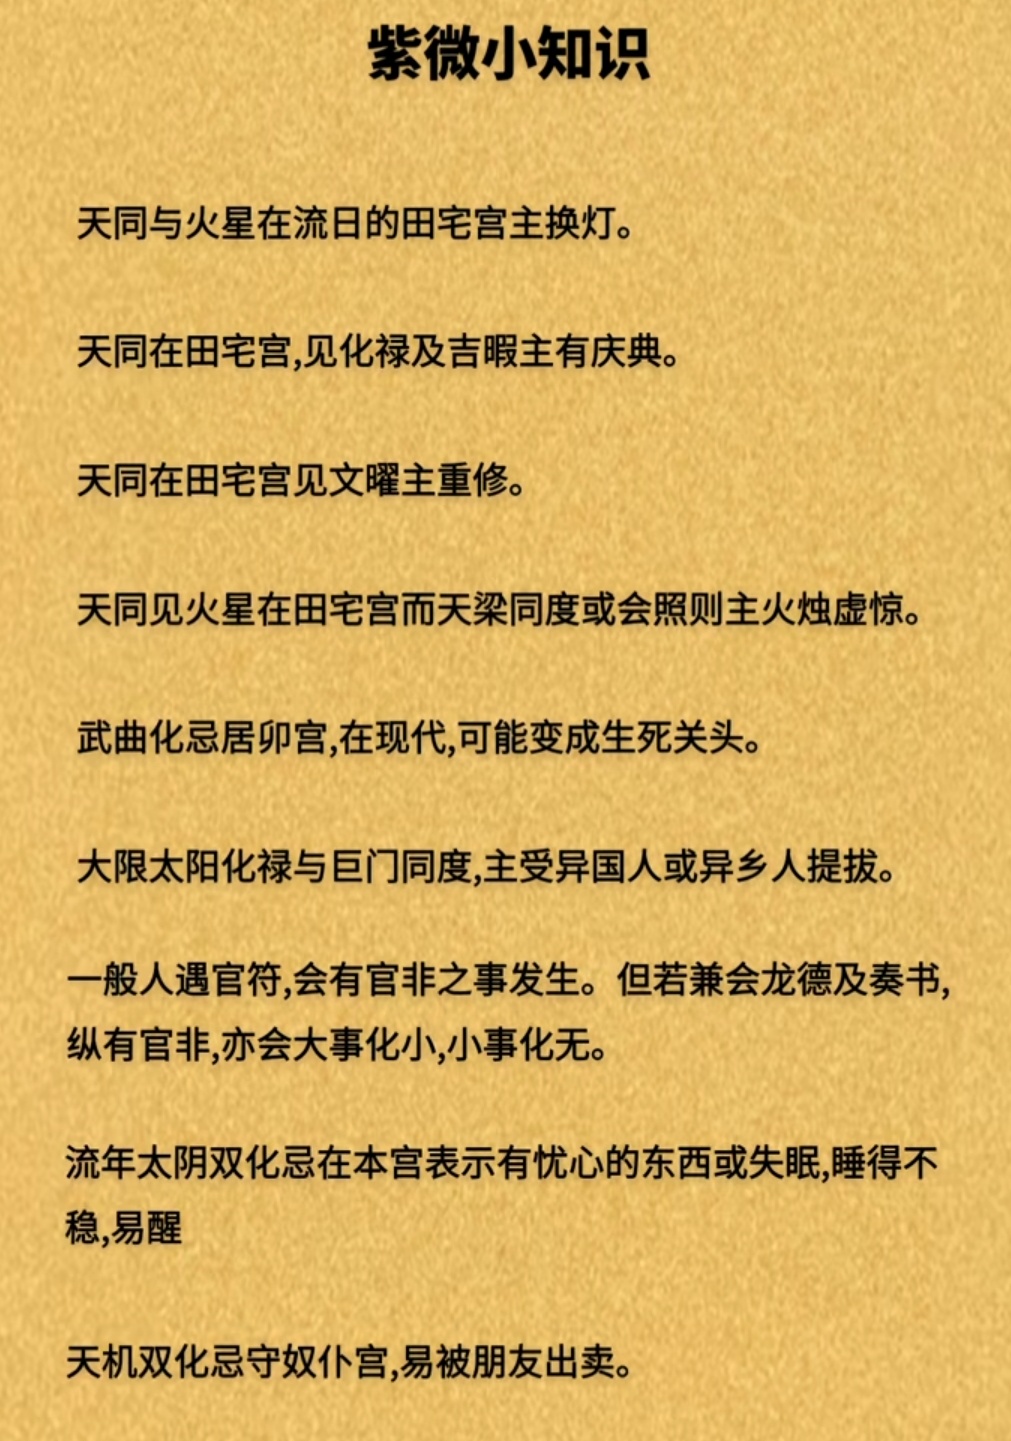 紫微小知识
天同与火星在流日的田宅宫主换灯。
天同在田宅宫,见化禄及吉暇主有庆典。
天同在田宅宫见文曜主重修。
天同见火星在田宅宫而天梁同度或会照则主火烛虚惊。
武曲化忌居卯宫,在现代,可能变成生死关头。
大限太阳化禄与巨门同度,主受异国人或异乡人提拔。
一般人遇官符,会有官非之事发生。但若兼会龙德及奏书,
纵有官非,亦会大事化小,小事化无。
流年太阴双化忌在本宫表示有忧心的东西或失眠,睡得不
稳,易醒
天机双化忌守奴仆宫,易被朋友出卖。